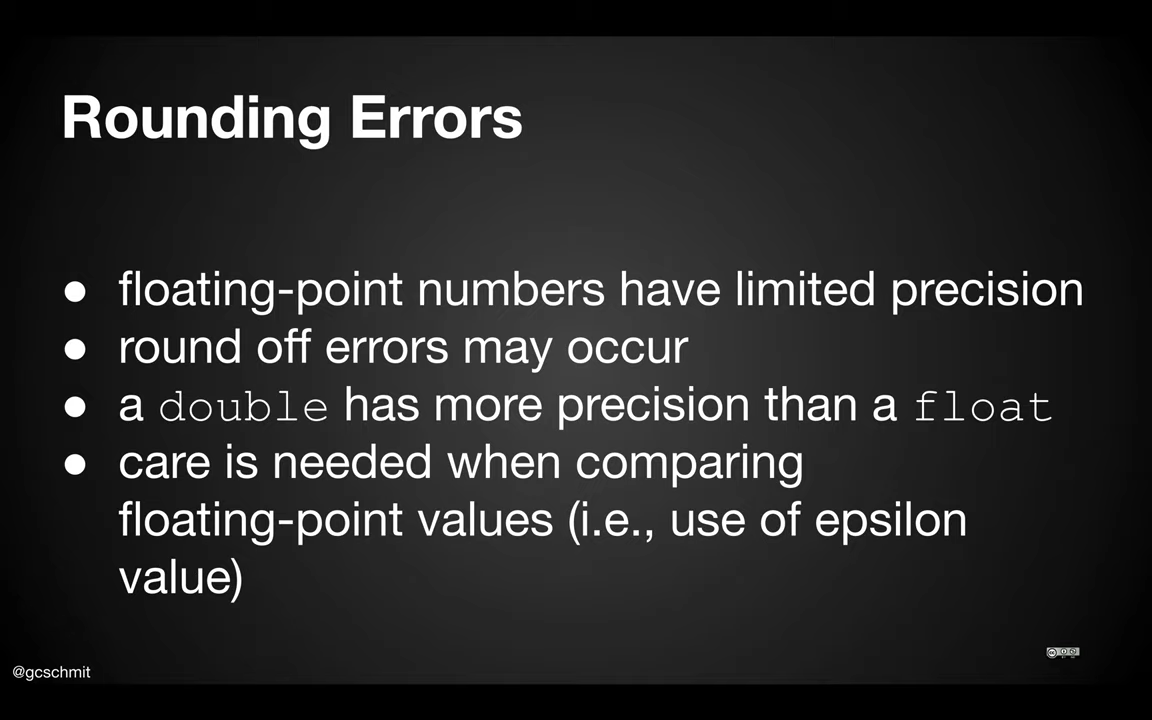 Rounding Errors
● floating-point numbers have limited precision
● round off errors may occur
● a double has more precision than a float
● care is needed when comparing
floating-point values (i.e., use of epsilon
value)
@gcschmit